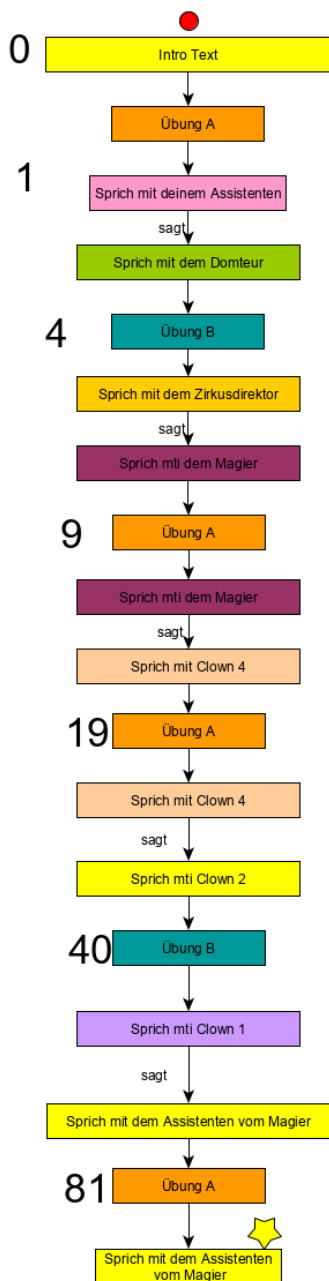 0
Intro Text
Übung A
1
Sprich mit deinem Assistenten
sagt
Sprich mit dem Domteur
4
Übung B
Sprich mit dem Zirkusdirektor
sagt
Sprich mti dem Magier
9
Übung A
Sprich mti dem Magier
sagt
Sprich mit Clown 4
19
Übung A
Sprich mit Clown 4
sagt
Sprich mti Clown 2
40
Übung B
Sprich mti Clown 1
sagt
Sprich mit dem Assistenten vom Magier
81
Übung A
Sprich mit dem Assistenten
vom Magier